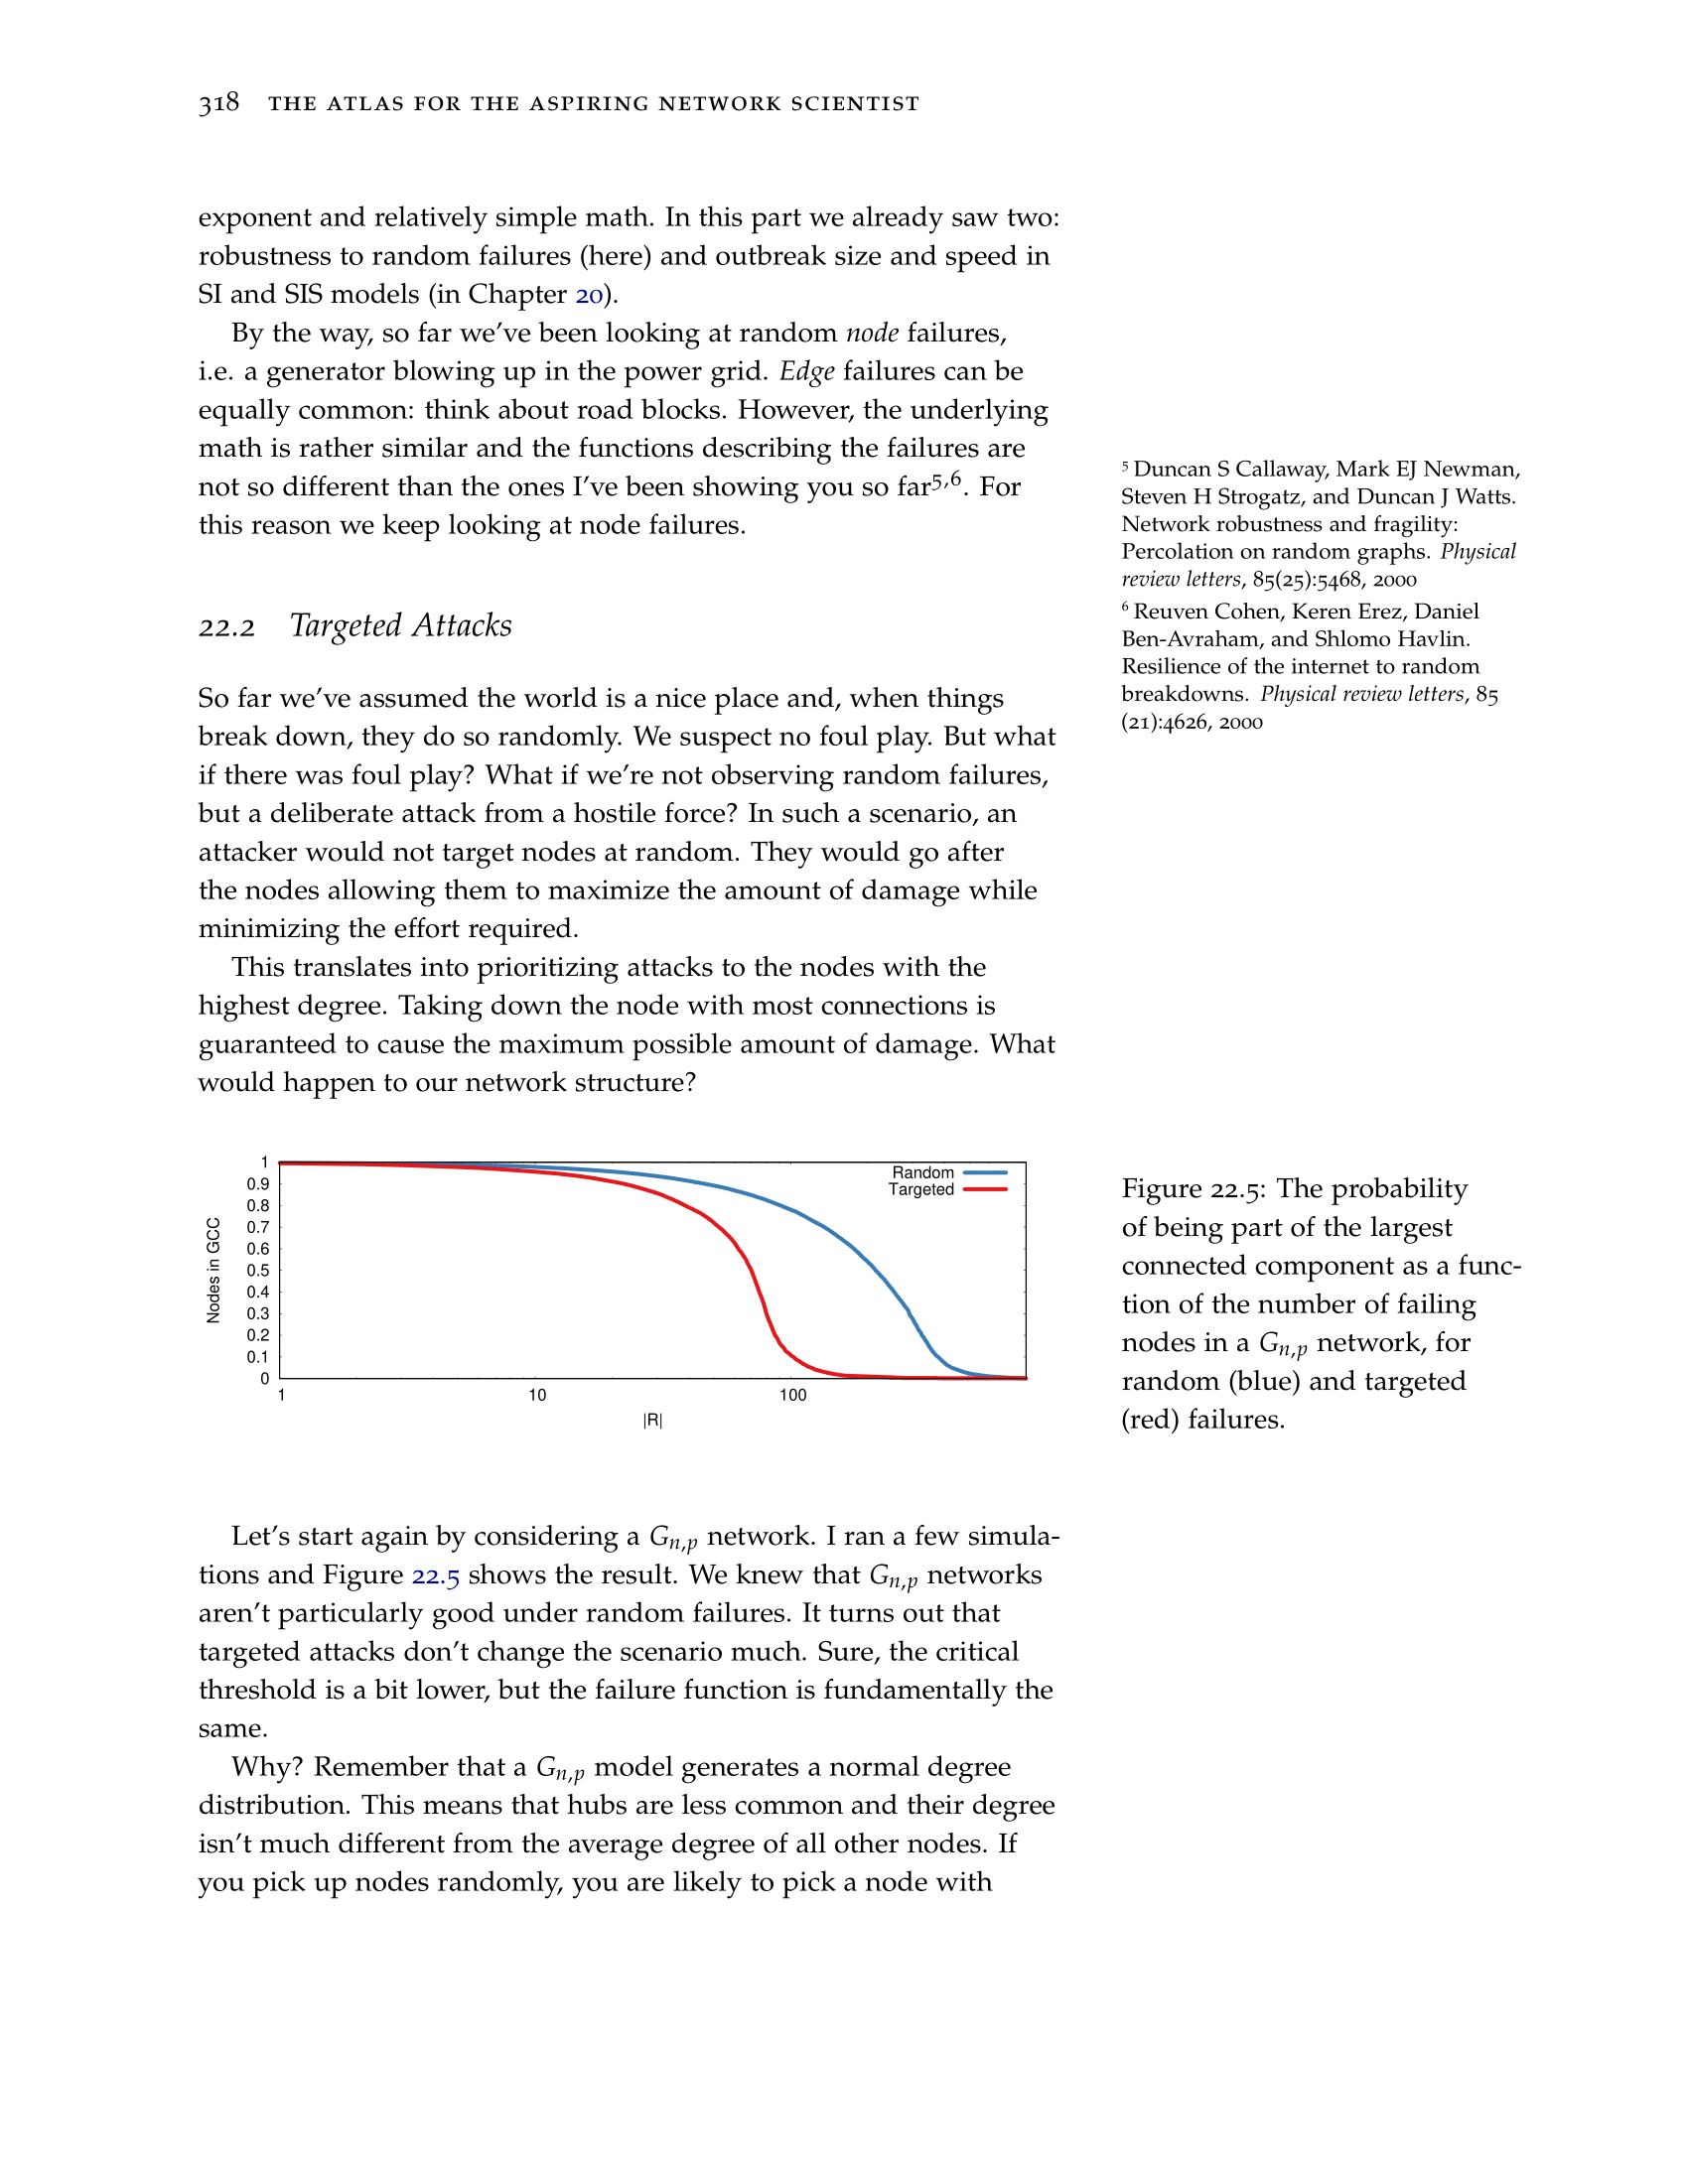 318 THE ATLAS FOR THE ASPIRING NETWORK SCIENTIST
exponent and relatively simple math. In this part we already saw two:
robustness to random failures (here) and outbreak size and speed in
SI and SIS models (in Chapter 20).
By the way, so far we've been looking at random node failures,
i.e. a generator blowing up in the power grid. Edge failures can be
equally common: think about road blocks. However, the underlying
math is rather similar and the functions describing the failures are
not so different than the ones I've been showing you so far5,6. For
this reason we keep looking at node failures.
5 Duncan S Callaway, Mark EJ Newman,
Steven H Strogatz, and Duncan J Watts.
Network robustness and fragility:
Percolation on random graphs. Physical
review letters, 85(25):5468, 2000
6 Reuven Cohen, Keren Erez, Daniel
Ben-Avraham, and Shlomo Havlin.
Resilience of the internet to random
breakdowns. Physical review letters, 85
(21):4626, 2000
22.2 Targeted Attacks
So far we've assumed the world is a nice place and, when things
break down, they do so randomly. We suspect no foul play. But what
if there was foul play? What if we're not observing random failures,
but a deliberate attack from a hostile force? In such a scenario, an
attacker would not target nodes at random. They would go after
the nodes allowing them to maximize the amount of damage while
minimizing the effort required.
This translates into prioritizing attacks to the nodes with the
highest degree. Taking down the node with most connections is
guaranteed to cause the maximum possible amount of damage. What
would happen to our network structure?
Nodes in GCC
1
0.9
0.8
0.7
0.6
0.5
0.4
0.3
0.2
0.1
0
1 10 100
|R|
Random
Targeted
Figure 22.5: The probability
of being part of the largest
connected component as a func-
tion of the number of failing
nodes in a Gn,p network, for
random (blue) and targeted
(red) failures.
Let's start again by considering a Gn,p network. I ran a few simula-
tions and Figure 22.5 shows the result. We knew that Gn,p networks
aren't particularly good under random failures. It turns out that
targeted attacks don't change the scenario much. Sure, the critical
threshold is a bit lower, but the failure function is fundamentally the
same.
Why? Remember that a Gn,p model generates a normal degree
distribution. This means that hubs are less common and their degree
isn't much different from the average degree of all other nodes. If
you pick up nodes randomly, you are likely to pick a node with